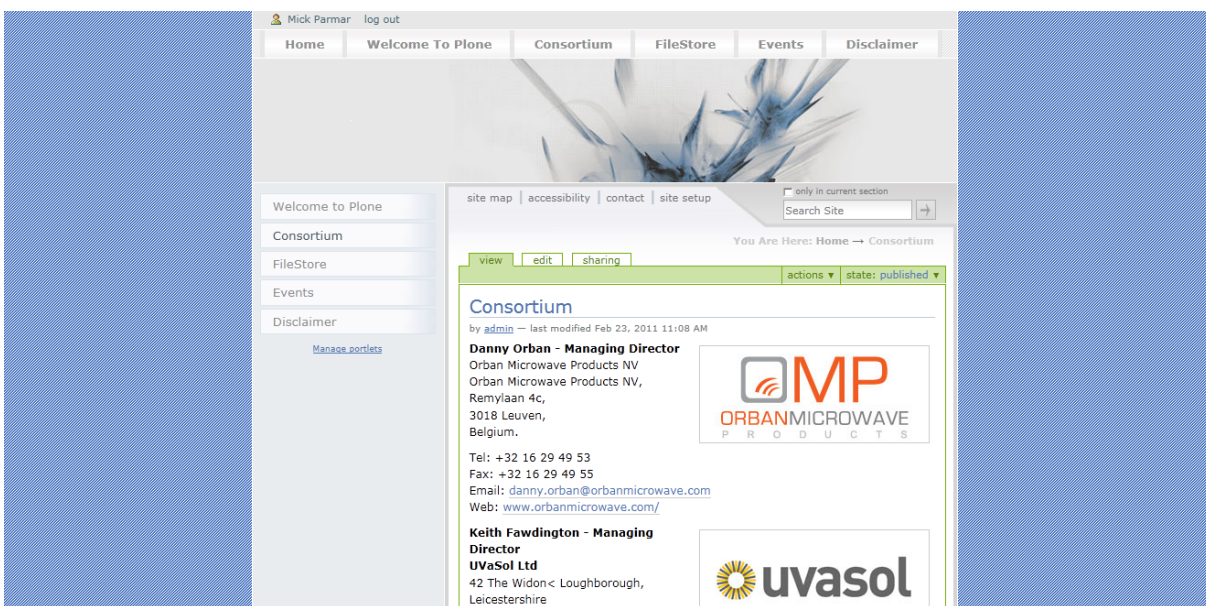 Mick Parmar log out
Home Welcome To Plone Consortium FileStore Events Disclaimer
site map accessibility contact site setup
only in current section
Search Site
You Are Here: Home → Consortium
Welcome to Plone
Consortium
FileStore
Events
Disclaimer
Manage portlets
view edit sharing
actions ▼ state: published ▼
Consortium
by admin — last modified Feb 23, 2011 11:08 AM
Danny Orban - Managing Director
Orban Microwave Products NV
Orban Microwave Products NV,
Remylaan 4c,
3018 Leuven,
Belgium.
OMP
ORBANMICROWAVE
PRODUCTS
Tel: +32 16 29 49 53
Fax: +32 16 29 49 55
Email: danny.orban@orbanmicrowave.com
Web: www.orbanmicrowave.com/
Keith Fawdington - Managing
Director
UVaSol Ltd
42 The Widon< Loughborough,
Leicestershire
uvasol